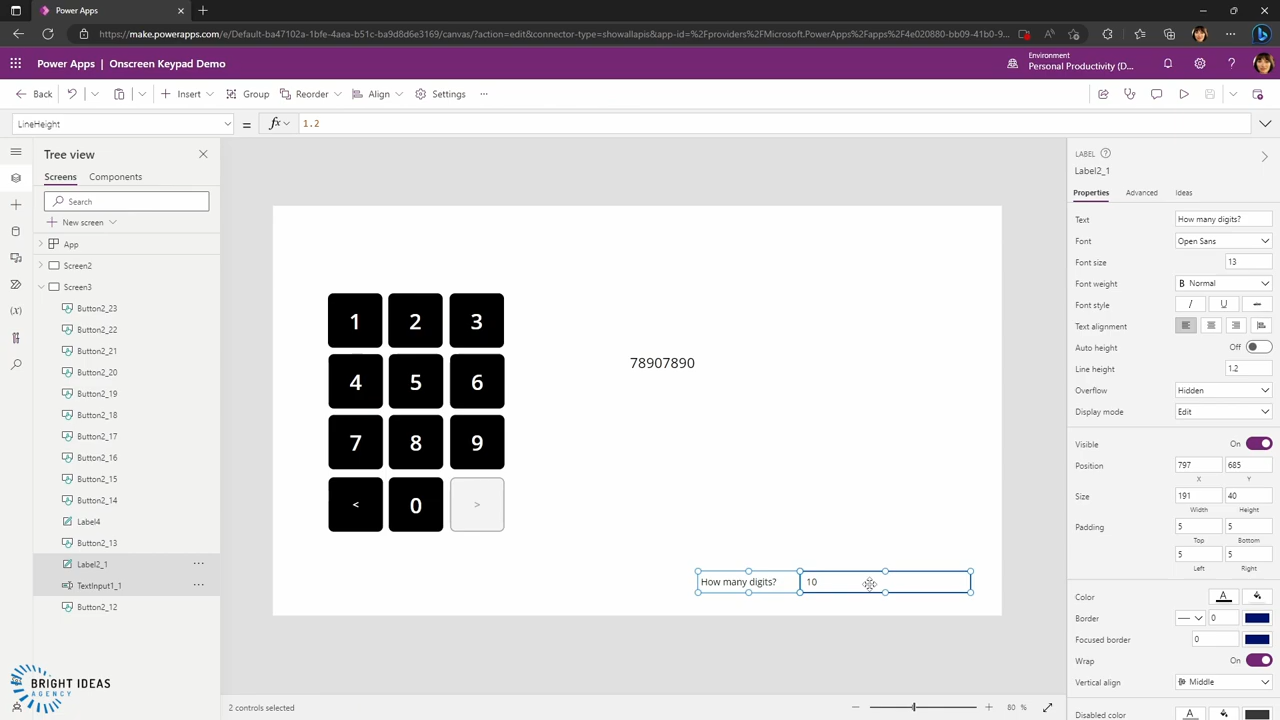 Power Apps
https://make.powerapps.com/e/Default-ba47102a-1bfe-4aea-b51c-ba9d8d6e3169/canvas/?action=edit&connector-type=showallapis&app-id=%2Fproviders%2FMicrosoft.PowerApps%2Fapps%2F4e020880-bb09-41b0-9...
Power Apps | Onscreen Keypad Demo
Environment
Personal Productivity (D...
Back
Insert
Group
Reorder
Align
Settings
LineHeight
= fx 1.2
Tree view
Screens Components
Search
New screen
App
Screen2
Screen3
Button2_23
Button2_22
Button2_21
Button2_20
Button2_19
Button2_18
Button2_17
Button2_16
Button2_15
Button2_14
Label4
Button2_13
Label2_1
TextInput1_1
Button2_12
1 2 3
4 5 6
7 8 9
< 0 >
78907890
How many digits? 10
LABEL
Label2_1
Properties Advanced Ideas
Text How many digits?
Font Open Sans
Font size 13
Font weight B Normal
Font style / U
Text alignment
Auto height Off
Line height 1.2
Overflow Hidden
Display mode Edit
Visible On
Position 797 685
X Y
Size 191 40
Width Height
Padding 5 5
Top Bottom
5 5
Left Right
Color A
Border 0
Focused border 0
Wrap On
Vertical align Middle
Disabled color A
BRIGHT IDEAS
AGENCY
2 controls selected
80 %